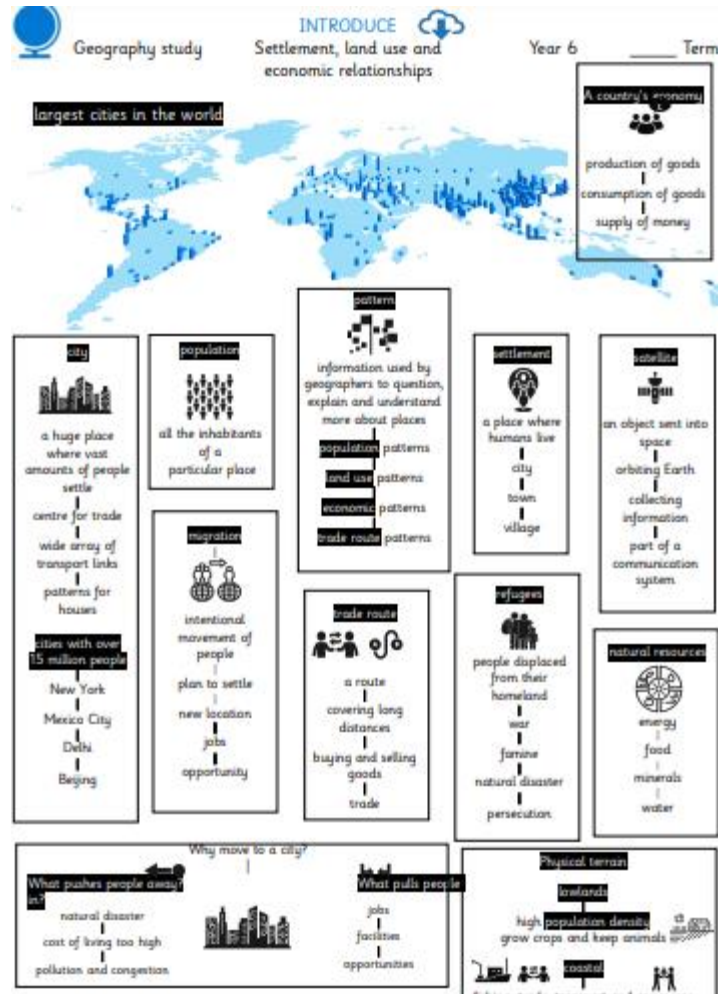 INTRODUCE
Geography study
Settlement, land use and
economic relationships
Year 6
_____ Term
largest cities in the world
A country's economy
production of goods
consumption of goods
supply of money
city
a huge place
where vast
amounts of people
settle
centre for trade
wide array of
transport links
patterns for
houses
cities with over
15 million people
New York
Mexico City
Delhi
Beijing
population
all the inhabitants
of a
particular place
pattern
information used by
geographers to question,
explain and understand
more about places
population patterns
land use patterns
economic patterns
trade route patterns
settlement
a place where
humans live
city
town
village
satellite
an object sent into
space
orbiting Earth
collecting
information
part of a
communication
system
migration
intentional
movement of
people
plan to settle
new location
jobs
opportunity
trade route
a route
covering long
distances
buying and selling
goods
trade
refugees
people displaced
from their
homeland
war
famine
natural disaster
persecution
natural resources
energy
food
minerals
water
Why move to a city?
What pushes people away?
in?
natural disaster
cost of living too high
pollution and congestion
What pulls people
jobs
facilities
opportunities
Physical terrain
lowlands
high population density
grow crops and keep animals
coastal